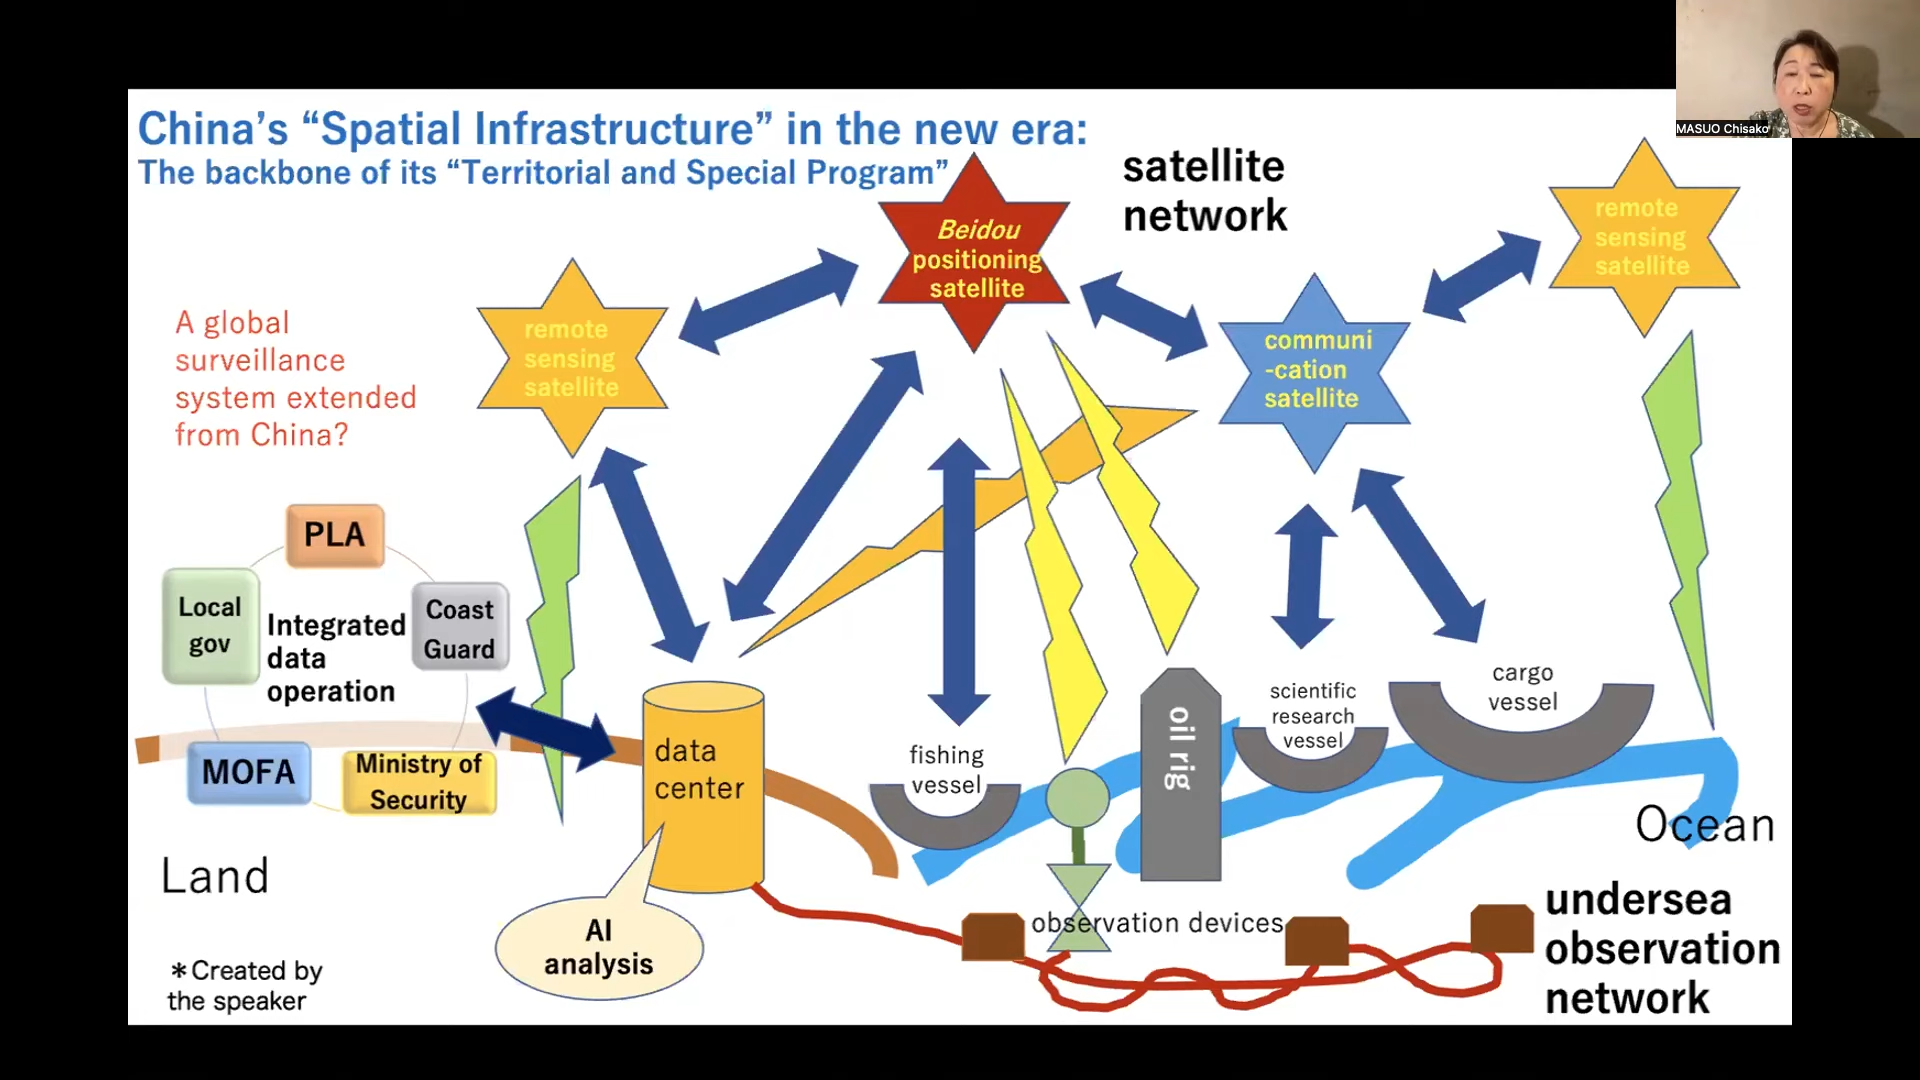 China's “Spatial Infrastructure” in the new era:
The backbone of its “Territorial and Special Program”
MASUO Chisako
satellite
network
remote
sensing
satellite
Beidou
positioning
satellite
A global
surveillance
system extended
from China?
remote
sensing
satellite
communi
-cation
satellite
PLA
Local
gov
Integrated
data
operation
Coast
Guard
MOFA
Ministry of
Security
data
center
fishing
vessel
oil rig
scientific
research
vessel
cargo
vessel
Land
Ocean
AI
analysis
observation devices
undersea
observation
network
*Created by
the speaker